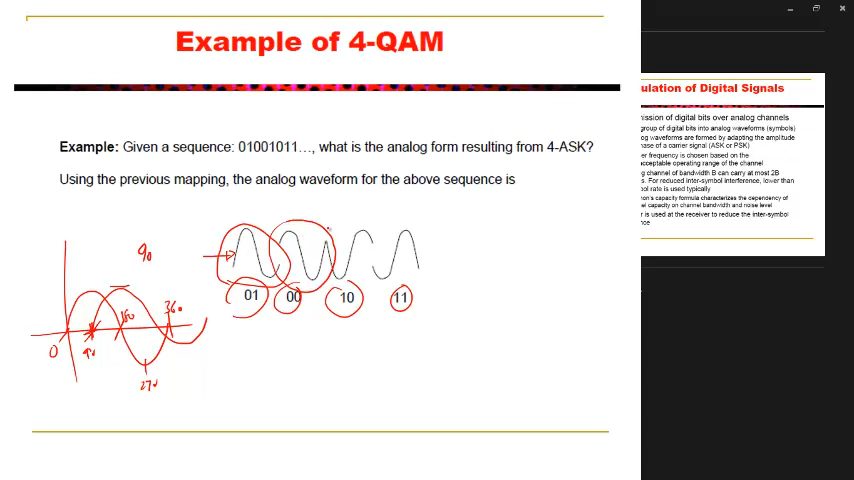 Example of 4-QAM
Example: Given a sequence: 01001011…, what is the analog form resulting from 4-ASK?
Using the previous mapping, the analog waveform for the above sequence is
90
01 00 10 11
0
90
180
270
360
ulation of Digital Signals
mission of digital bits over analog channels
group of digital bits into analog waveforms (symbols)
og waveforms are formed by adapting the amplitude
hase of a carrier signal (ASK or PSK)
er frequency is chosen based on the
acceptable operating range of the channel
g channel of bandwidth B can carry at most 2B
s. For reduced inter-symbol interference, lower than
bol rate is used typically
non's capacity formula characterizes the dependency of
el capacity on channel bandwidth and noise level
er is used at the receiver to reduce the inter-symbol
nce